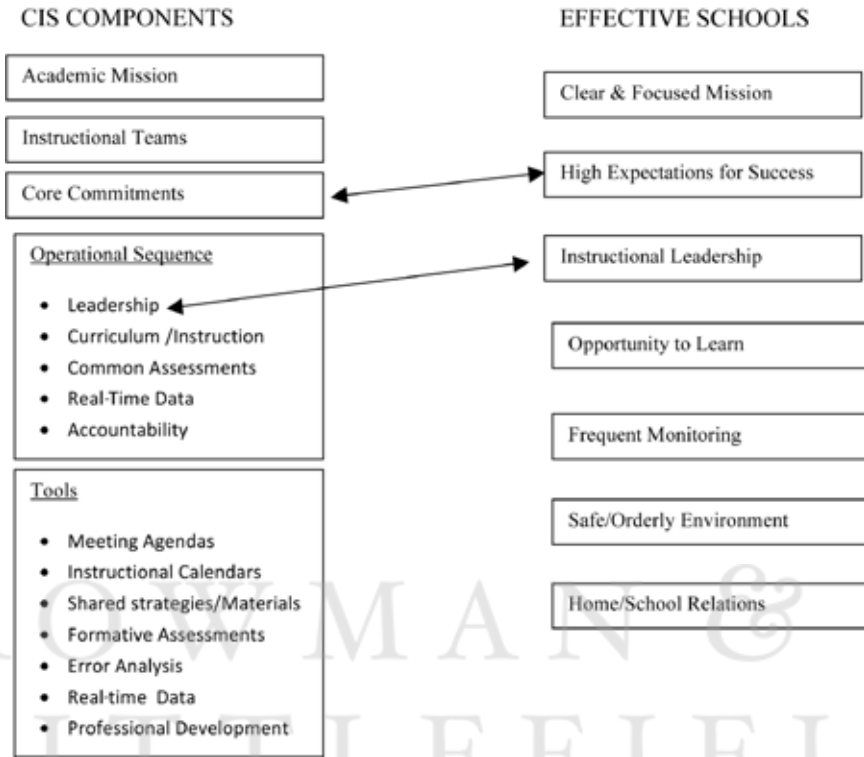 CIS COMPONENTS
Academic Mission
Instructional Teams
Core Commitments
Operational Sequence
• Leadership
• Curriculum /Instruction
• Common Assessments
• Real-Time Data
• Accountability
Tools
• Meeting Agendas
• Instructional Calendars
• Shared strategies/Materials
• Formative Assessments
• Error Analysis
• Real-time Data
• Professional Development
EFFECTIVE SCHOOLS
Clear & Focused Mission
High Expectations for Success
Instructional Leadership
Opportunity to Learn
Frequent Monitoring
Safe/Orderly Environment
Home/School Relations
OWMAN &